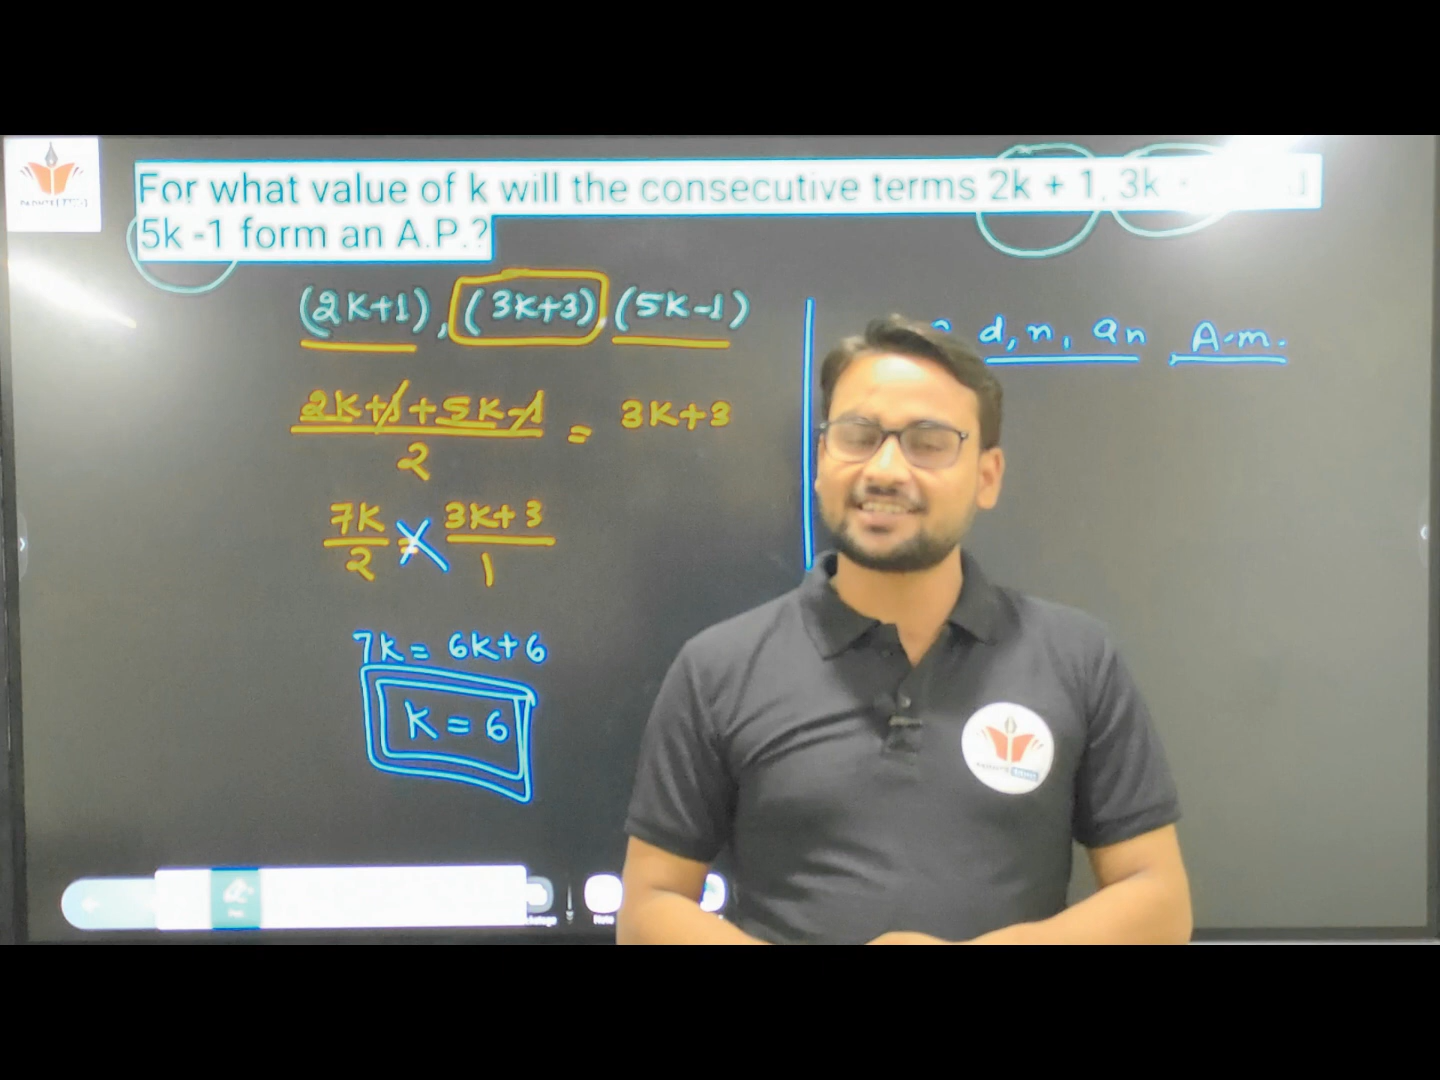 For what value of k will the consecutive terms 2k + 1, 3k
5k -1 form an A.P.?
(2K+1), (3K+3), (5K-1)
2K+1+5K-1 / 2 = 3K+3
7K / 2 = 3K+3 / 1
7K = 6K+6
K = 6
d, n, an A.m.
Note